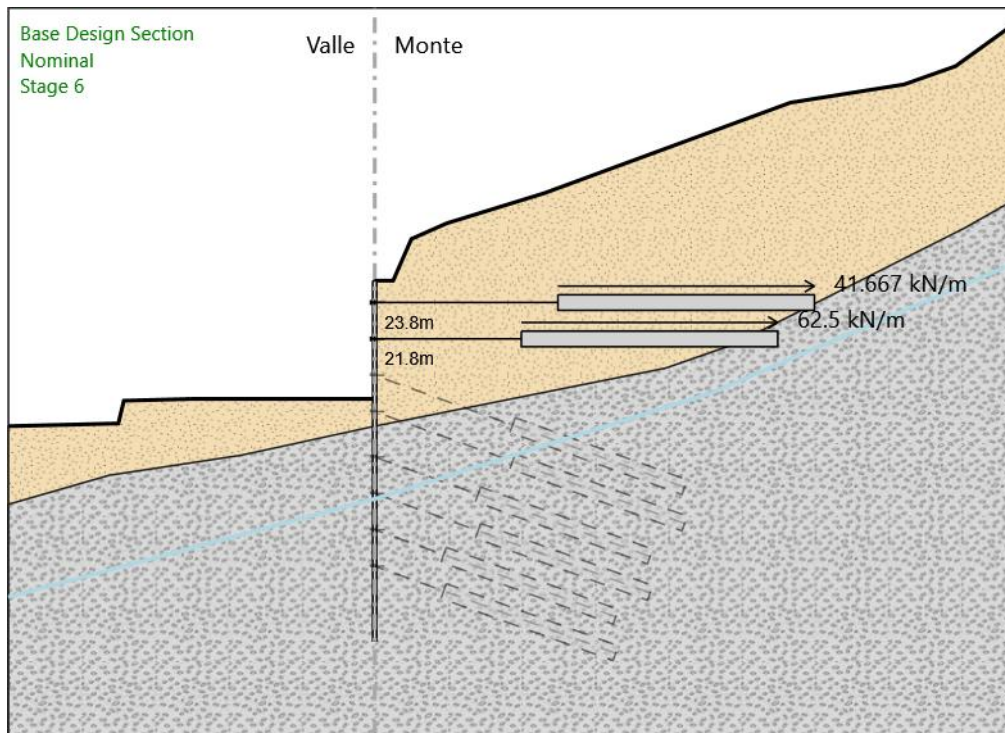 Base Design Section
Nominal
Stage 6
Valle
Monte
41.667 kN/m
23.8m
62.5 kN/m
21.8m